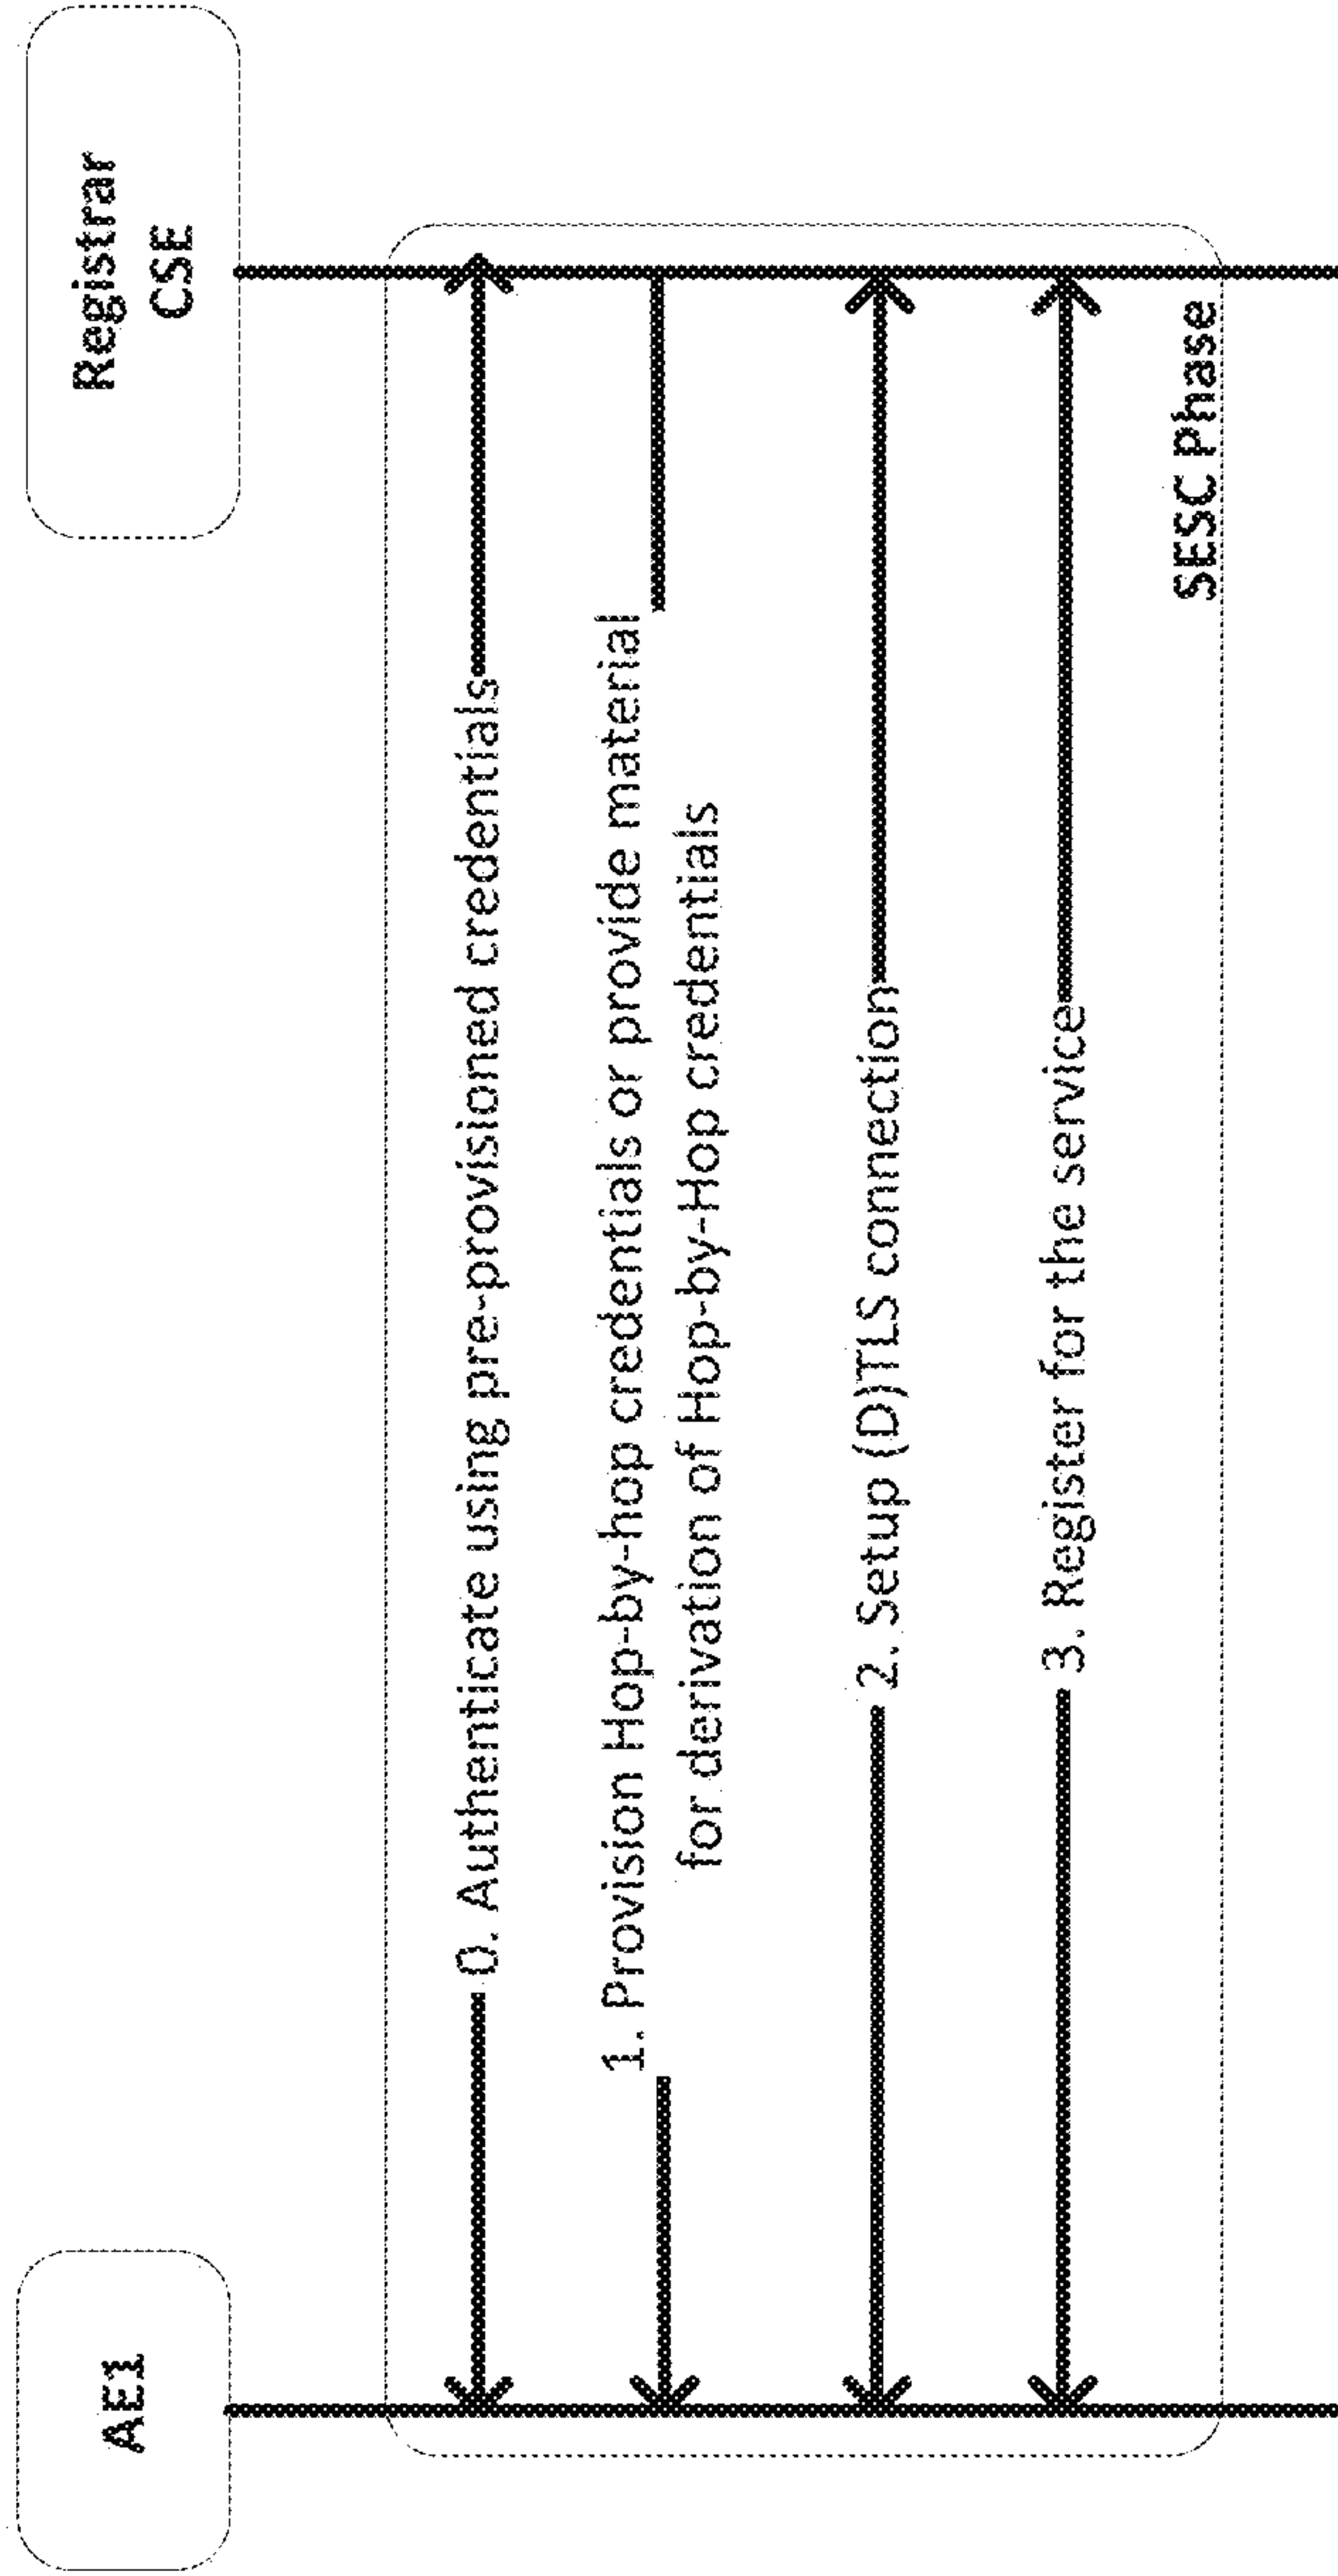 AE1
Registrar
CSE
0. Authenticate using pre-provisioned credentials
1. Provision Hop-by-hop credentials or provide material
for derivation of Hop-by-Hop credentials
2. Setup (D)TLS connection
3. Register for the service
SESC Phase